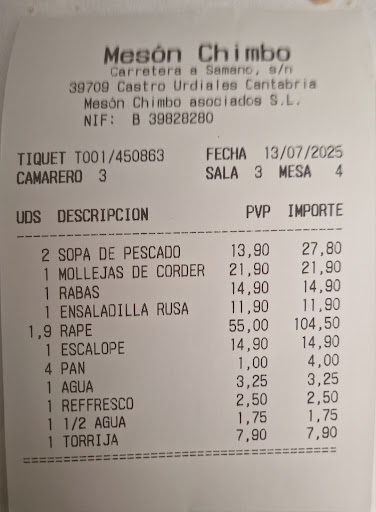 Mesón Chimbo
Carretera a Samano, s/n
39709 Castro Urdiales Cantabria
Mesón Chimbo asociados S.L.
NIF: B 39828280
TIQUET T001/450863 FECHA 13/07/2025
CAMARERO 3 SALA 3 MESA 4
UDS DESCRIPCION PVP IMPORTE
2 SOPA DE PESCADO 13,90 27,80
1 MOLLEJAS DE CORDER 21,90 21,90
1 RABAS 14,90 14,90
1 ENSALADILLA RUSA 11,90 11,90
1,9 RAPE 55,00 104,50
1 ESCALOPE 14,90 14,90
4 PAN 1,00 4,00
1 AGUA 3,25 3,25
1 REFFRESCO 2,50 2,50
1 1/2 AGUA 1,75 1,75
1 TORRIJA 7,90 7,90